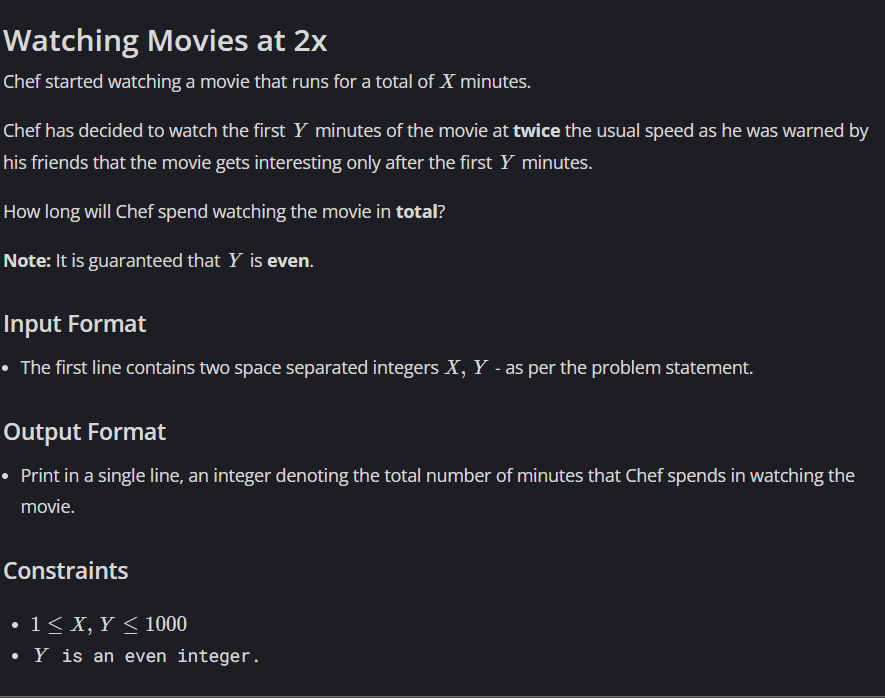 Watching Movies at 2x
Chef started watching a movie that runs for a total of X minutes.
Chef has decided to watch the first Y minutes of the movie at twice the usual speed as he was warned by
his friends that the movie gets interesting only after the first Y minutes.
How long will Chef spend watching the movie in total?
Note: It is guaranteed that Y is even.
Input Format
• The first line contains two space separated integers X, Y - as per the problem statement.
Output Format
• Print in a single line, an integer denoting the total number of minutes that Chef spends in watching the
movie.
Constraints
• 1 ≤ X, Y ≤ 1000
• Y is an even integer.